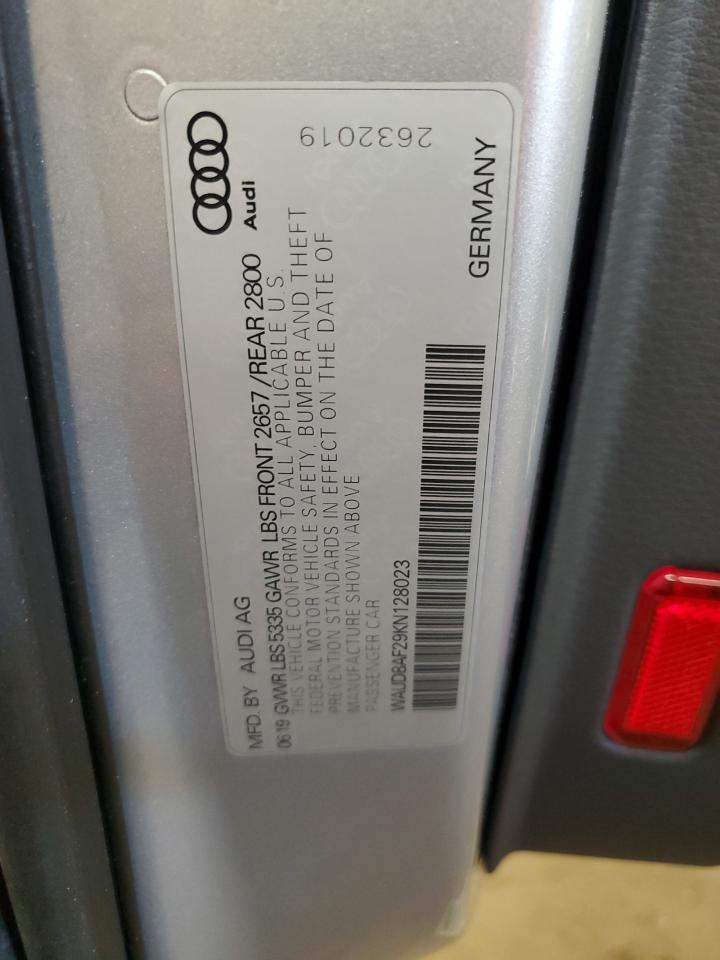 MFD. BY AUDI AG
Audi
06 19 GVWR LBS 5335 GAWR LBS FRONT 2657 / REAR 2800
THIS VEHICLE CONFORMS TO ALL APPLICABLE U.S.
FEDERAL MOTOR VEHICLE SAFETY, BUMPER AND THEFT
PREVENTION STANDARDS IN EFFECT ON THE DATE OF
MANUFACTURE SHOWN ABOVE
PASSENGER CAR
WAUD8AF29KN128023
GERMANY
2632019